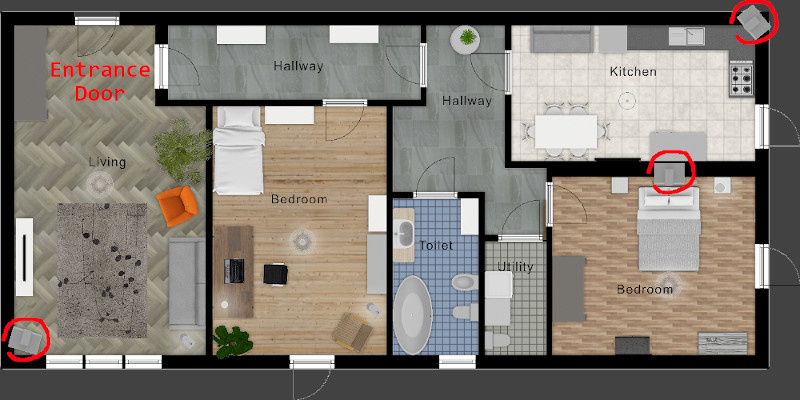 Entrance
Door
Hallway
Kitchen
Hallway
Living
Bedroom
Toilet
Utility
Bedroom